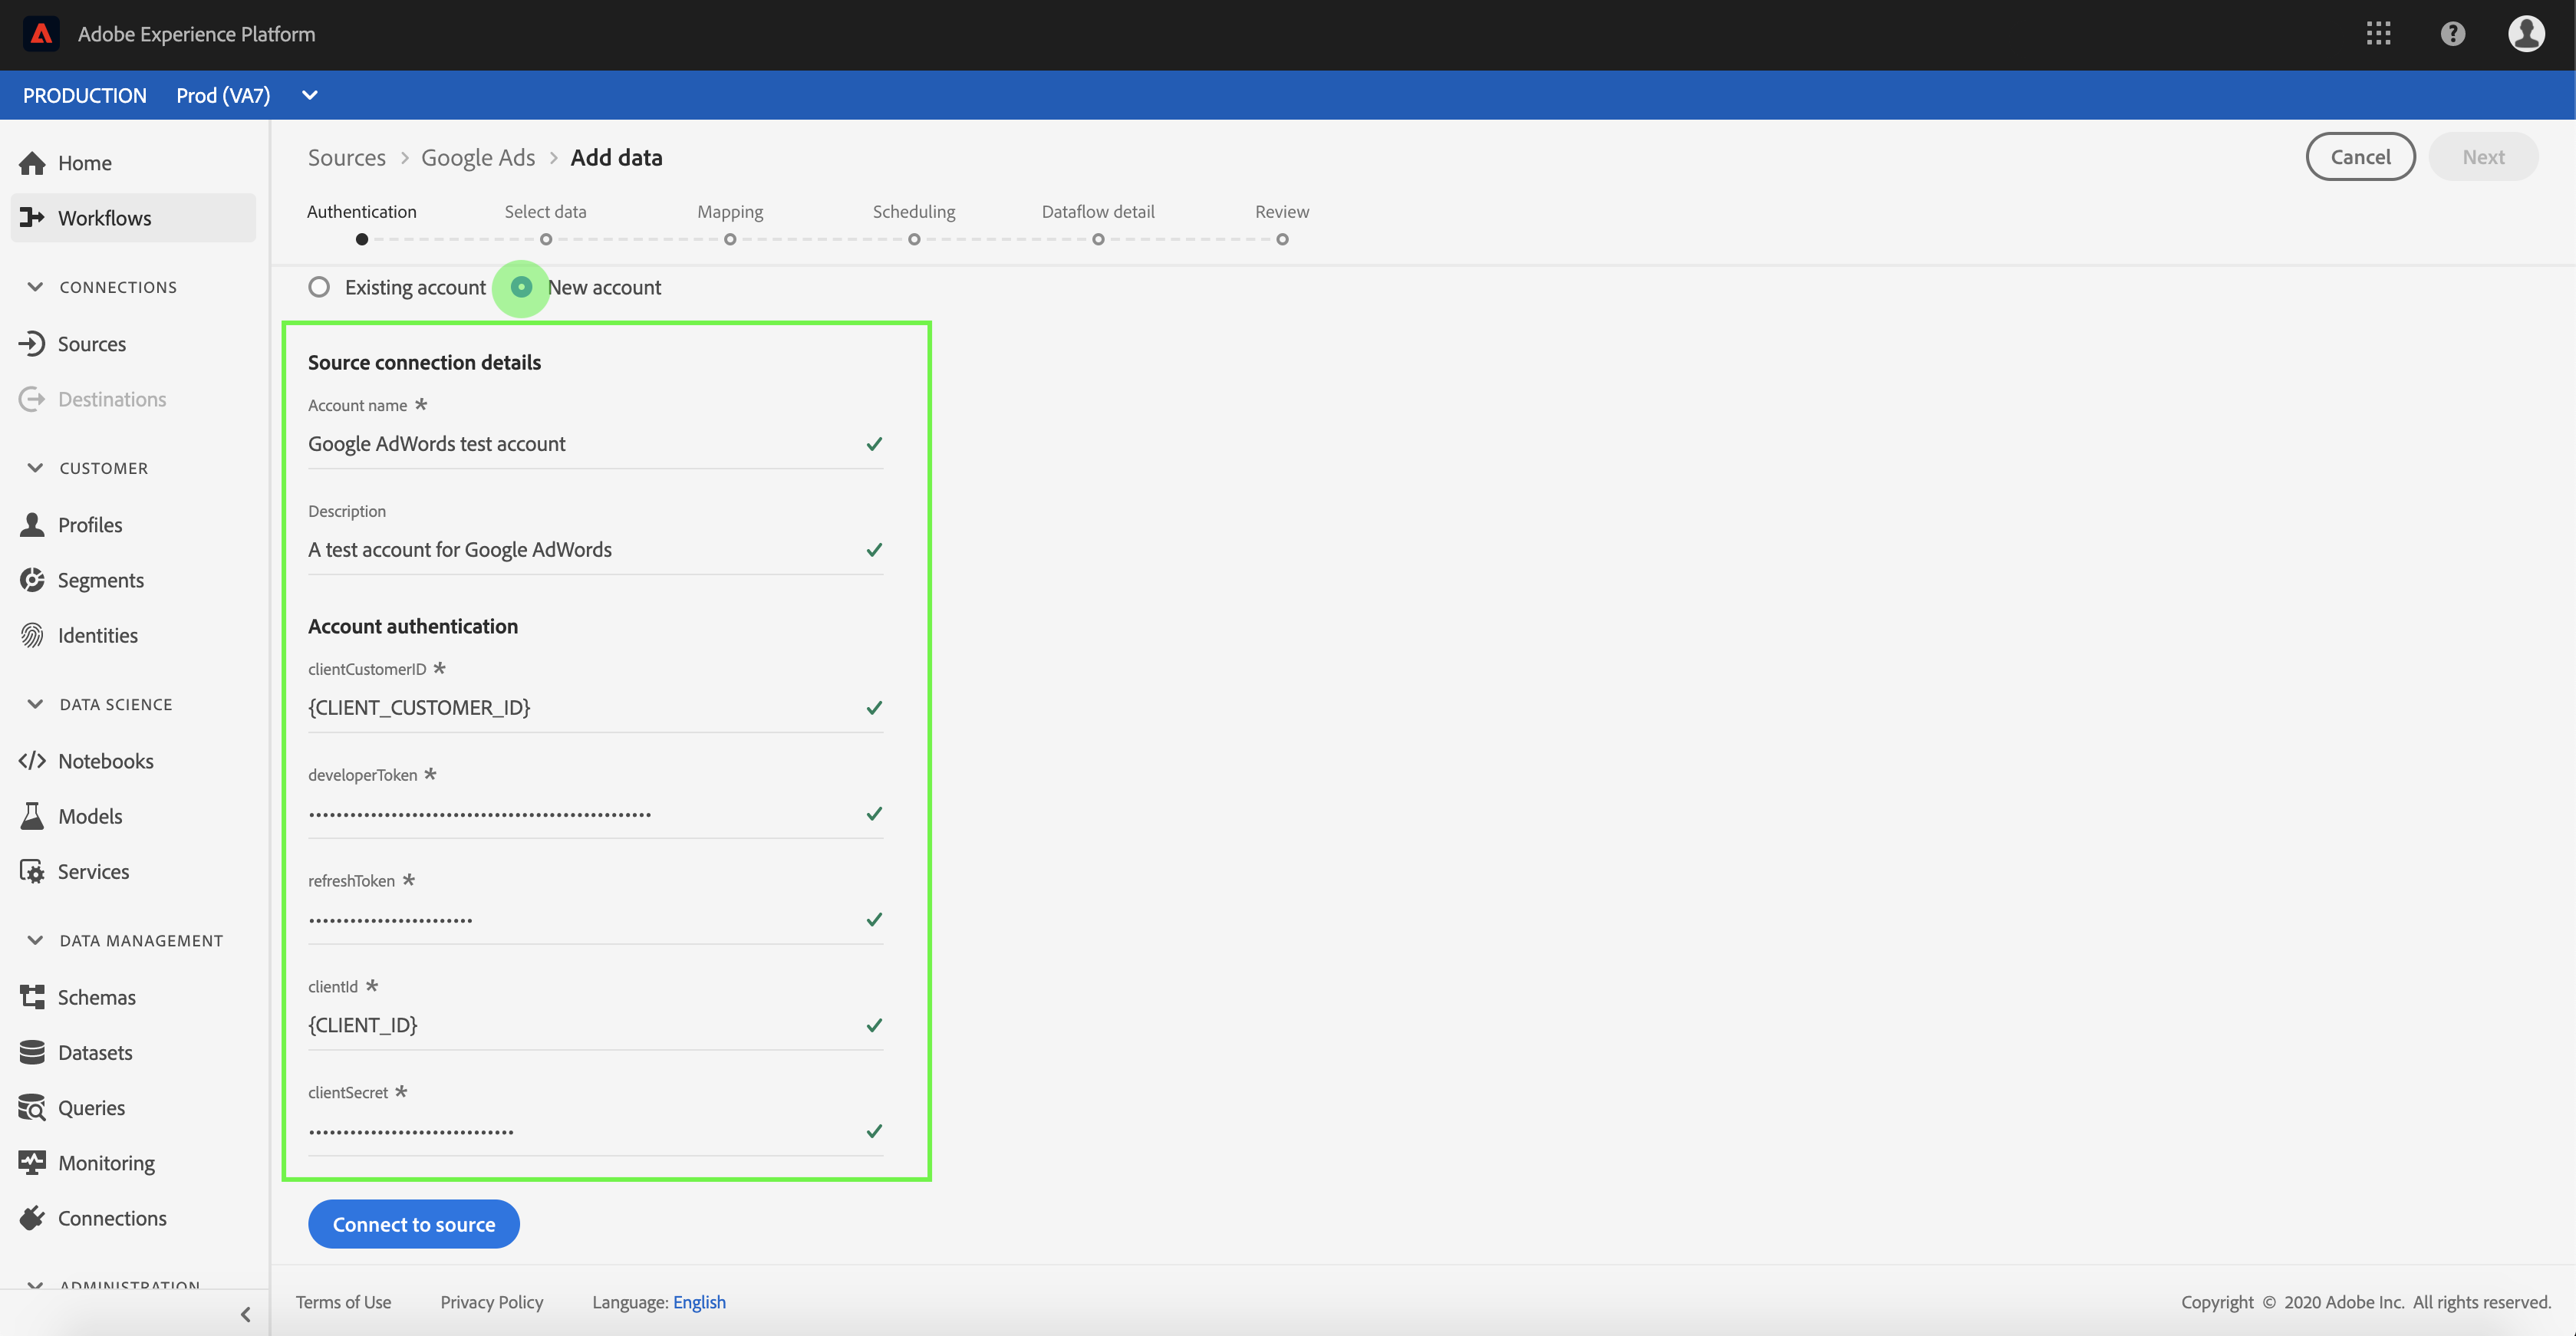 Adobe Experience Platform
PRODUCTION Prod (VA7)
Home
Workflows
CONNECTIONS
Sources
Destinations
CUSTOMER
Profiles
Segments
Identities
DATA SCIENCE
Notebooks
Models
Services
DATA MANAGEMENT
Schemas
Datasets
Queries
Monitoring
Connections
ADMINISTRATION
Sources > Google Ads > Add data
Cancel Next
Authentication Select data Mapping Scheduling Dataflow detail Review
Existing account New account
Source connection details
Account name *
Google AdWords test account
Description
A test account for Google AdWords
Account authentication
clientCustomerID *
{CLIENT_CUSTOMER_ID}
developerToken *
refreshToken *
clientId *
{CLIENT_ID}
clientSecret *
Connect to source
Terms of Use Privacy Policy Language: English Copyright © 2020 Adobe Inc. All rights reserved.